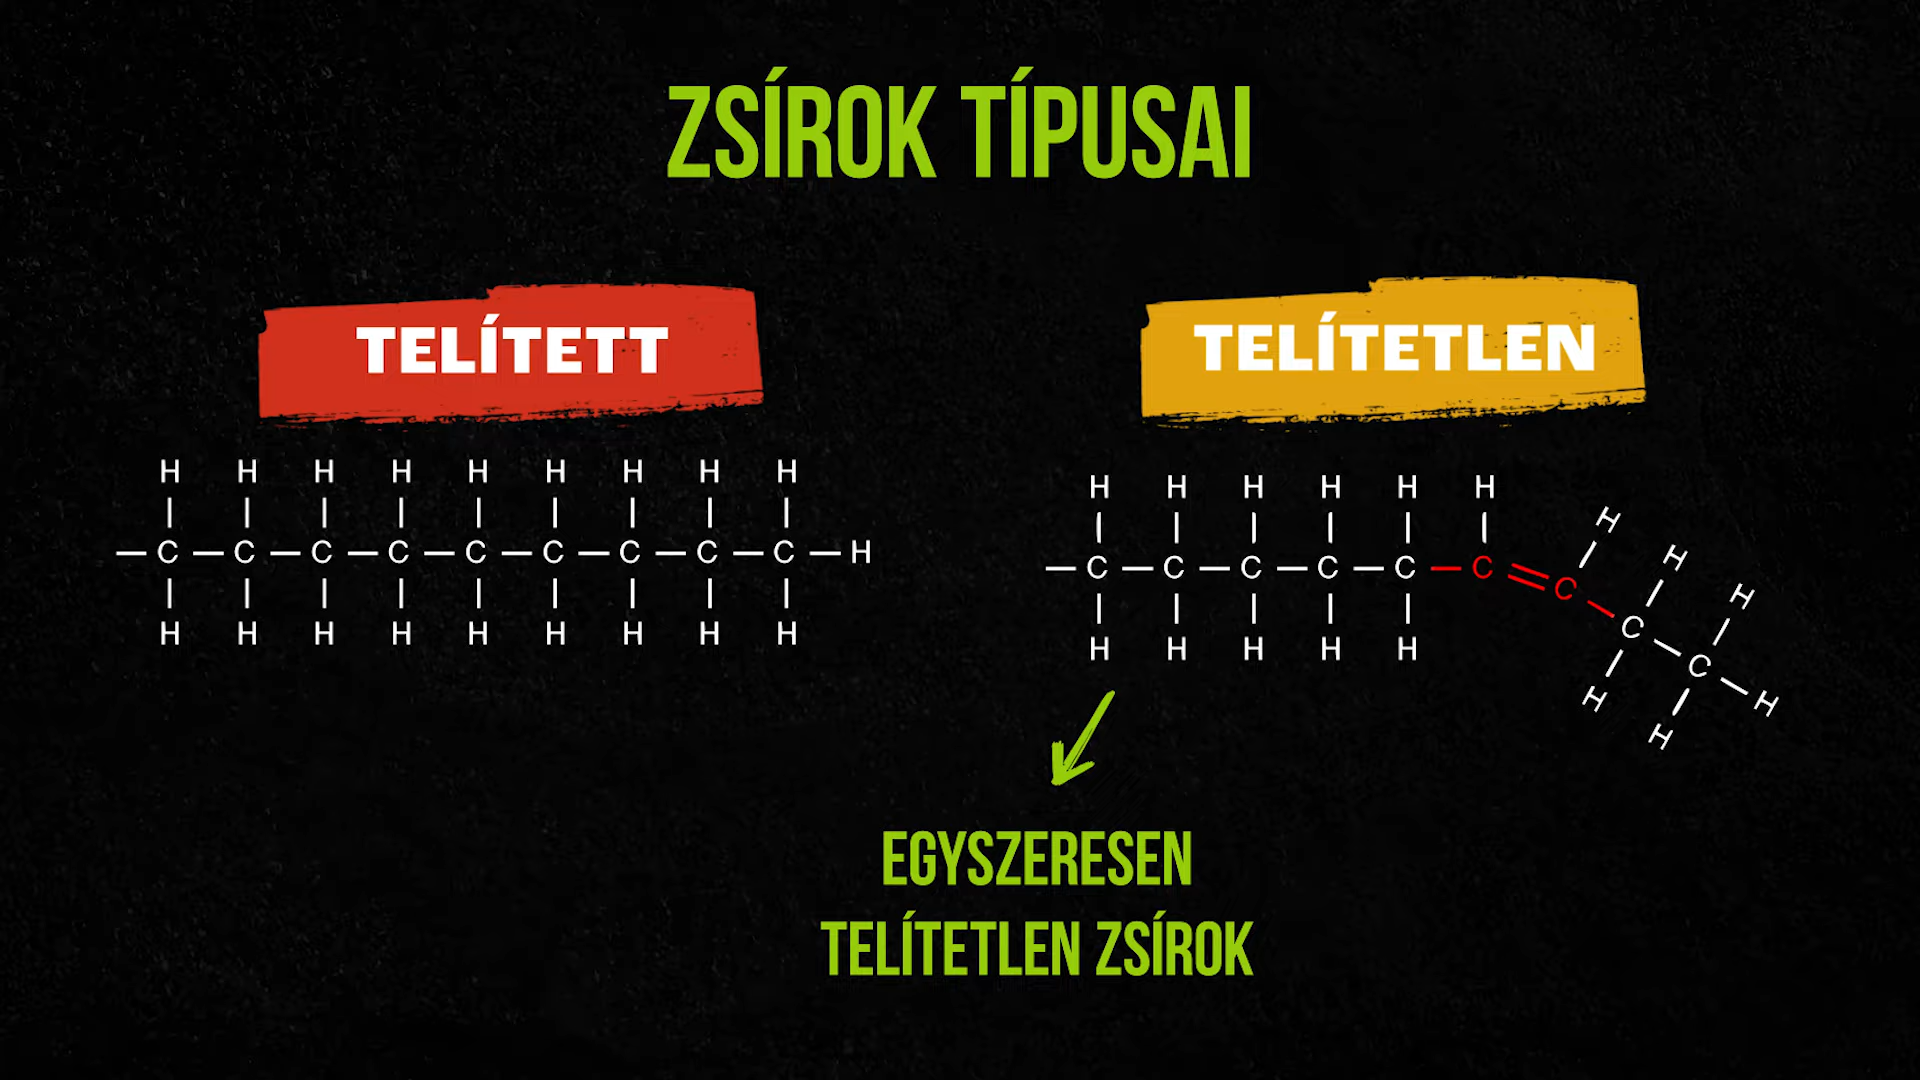 ZSÍROK TÍPUSAI
TELÍTETT
TELÍTETLEN
H H H H H H H H H
C C C C C C C C C H
H H H H H H H H H
H H H H H H H H H
C C C C C C C C C H
H H H H H H H
EGYSZERESEN
TELÍTETLEN ZSÍROK